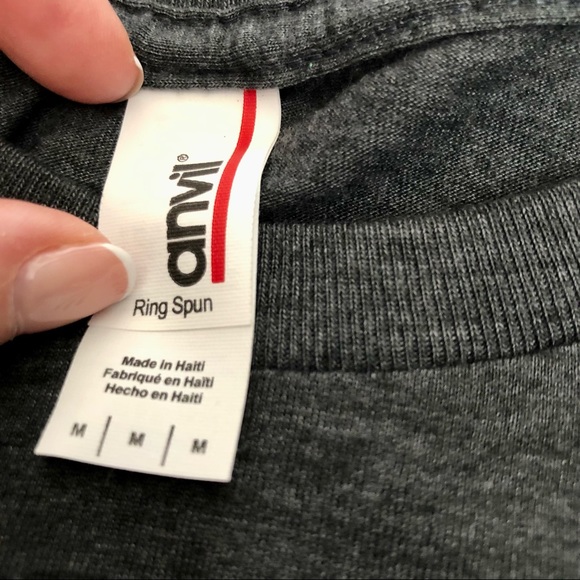 anvil®
Ring Spun
Made in Haiti
Fabriqué en Haïti
Hecho en Haiti
M | M | M